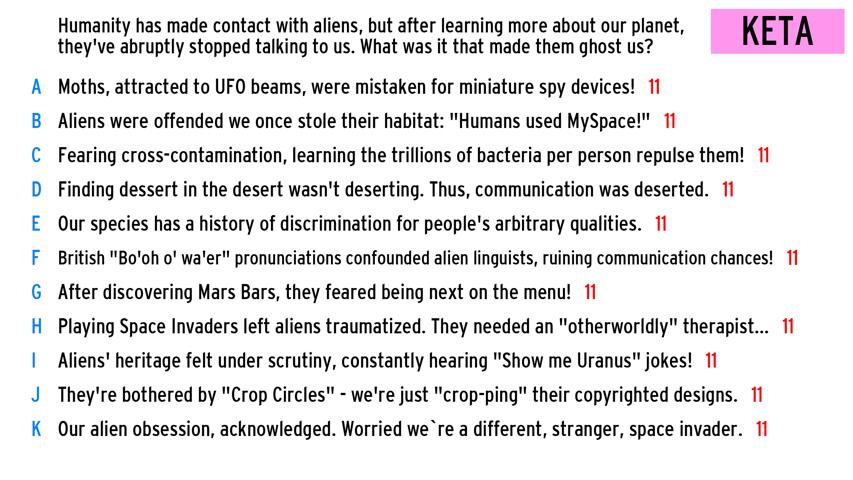 Humanity has made contact with aliens, but after learning more about our planet,
they've abruptly stopped talking to us. What was it that made them ghost us?
KETA
A Moths, attracted to UFO beams, were mistaken for miniature spy devices! 11
B Aliens were offended we once stole their habitat: "Humans used MySpace!" 11
C Fearing cross-contamination, learning the trillions of bacteria per person repulse them! 11
D Finding dessert in the desert wasn't deserting. Thus, communication was deserted. 11
E Our species has a history of discrimination for people's arbitrary qualities. 11
F British "Bo'oh o' wa'er" pronunciations confounded alien linguists, ruining communication chances! 11
G After discovering Mars Bars, they feared being next on the menu! 11
H Playing Space Invaders left aliens traumatized. They needed an "otherworldly" therapist... 11
I Aliens' heritage felt under scrutiny, constantly hearing "Show me Uranus" jokes! 11
J They're bothered by "Crop Circles" - we're just "crop-ping" their copyrighted designs. 11
K Our alien obsession, acknowledged. Worried we`re a different, stranger, space invader. 11